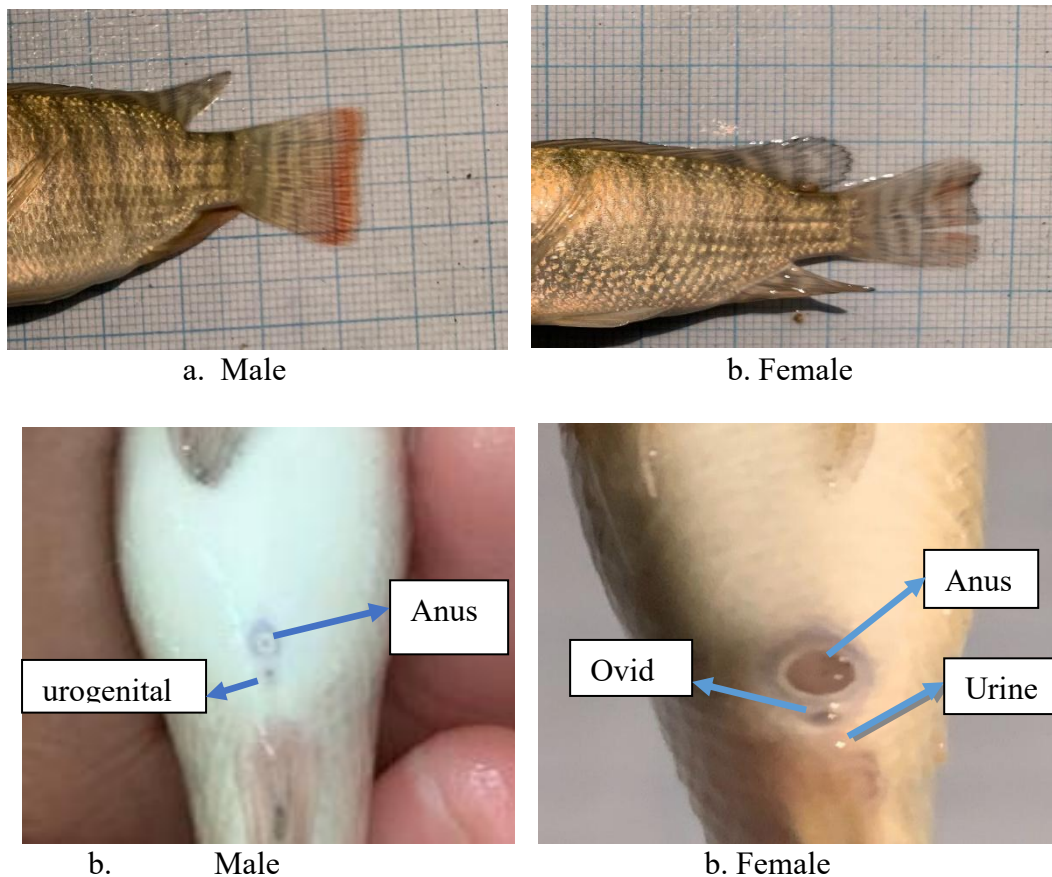 a. Male
b. Female
Anus
urogenital
Anus
Ovid
Urine
b. Male
b. Female